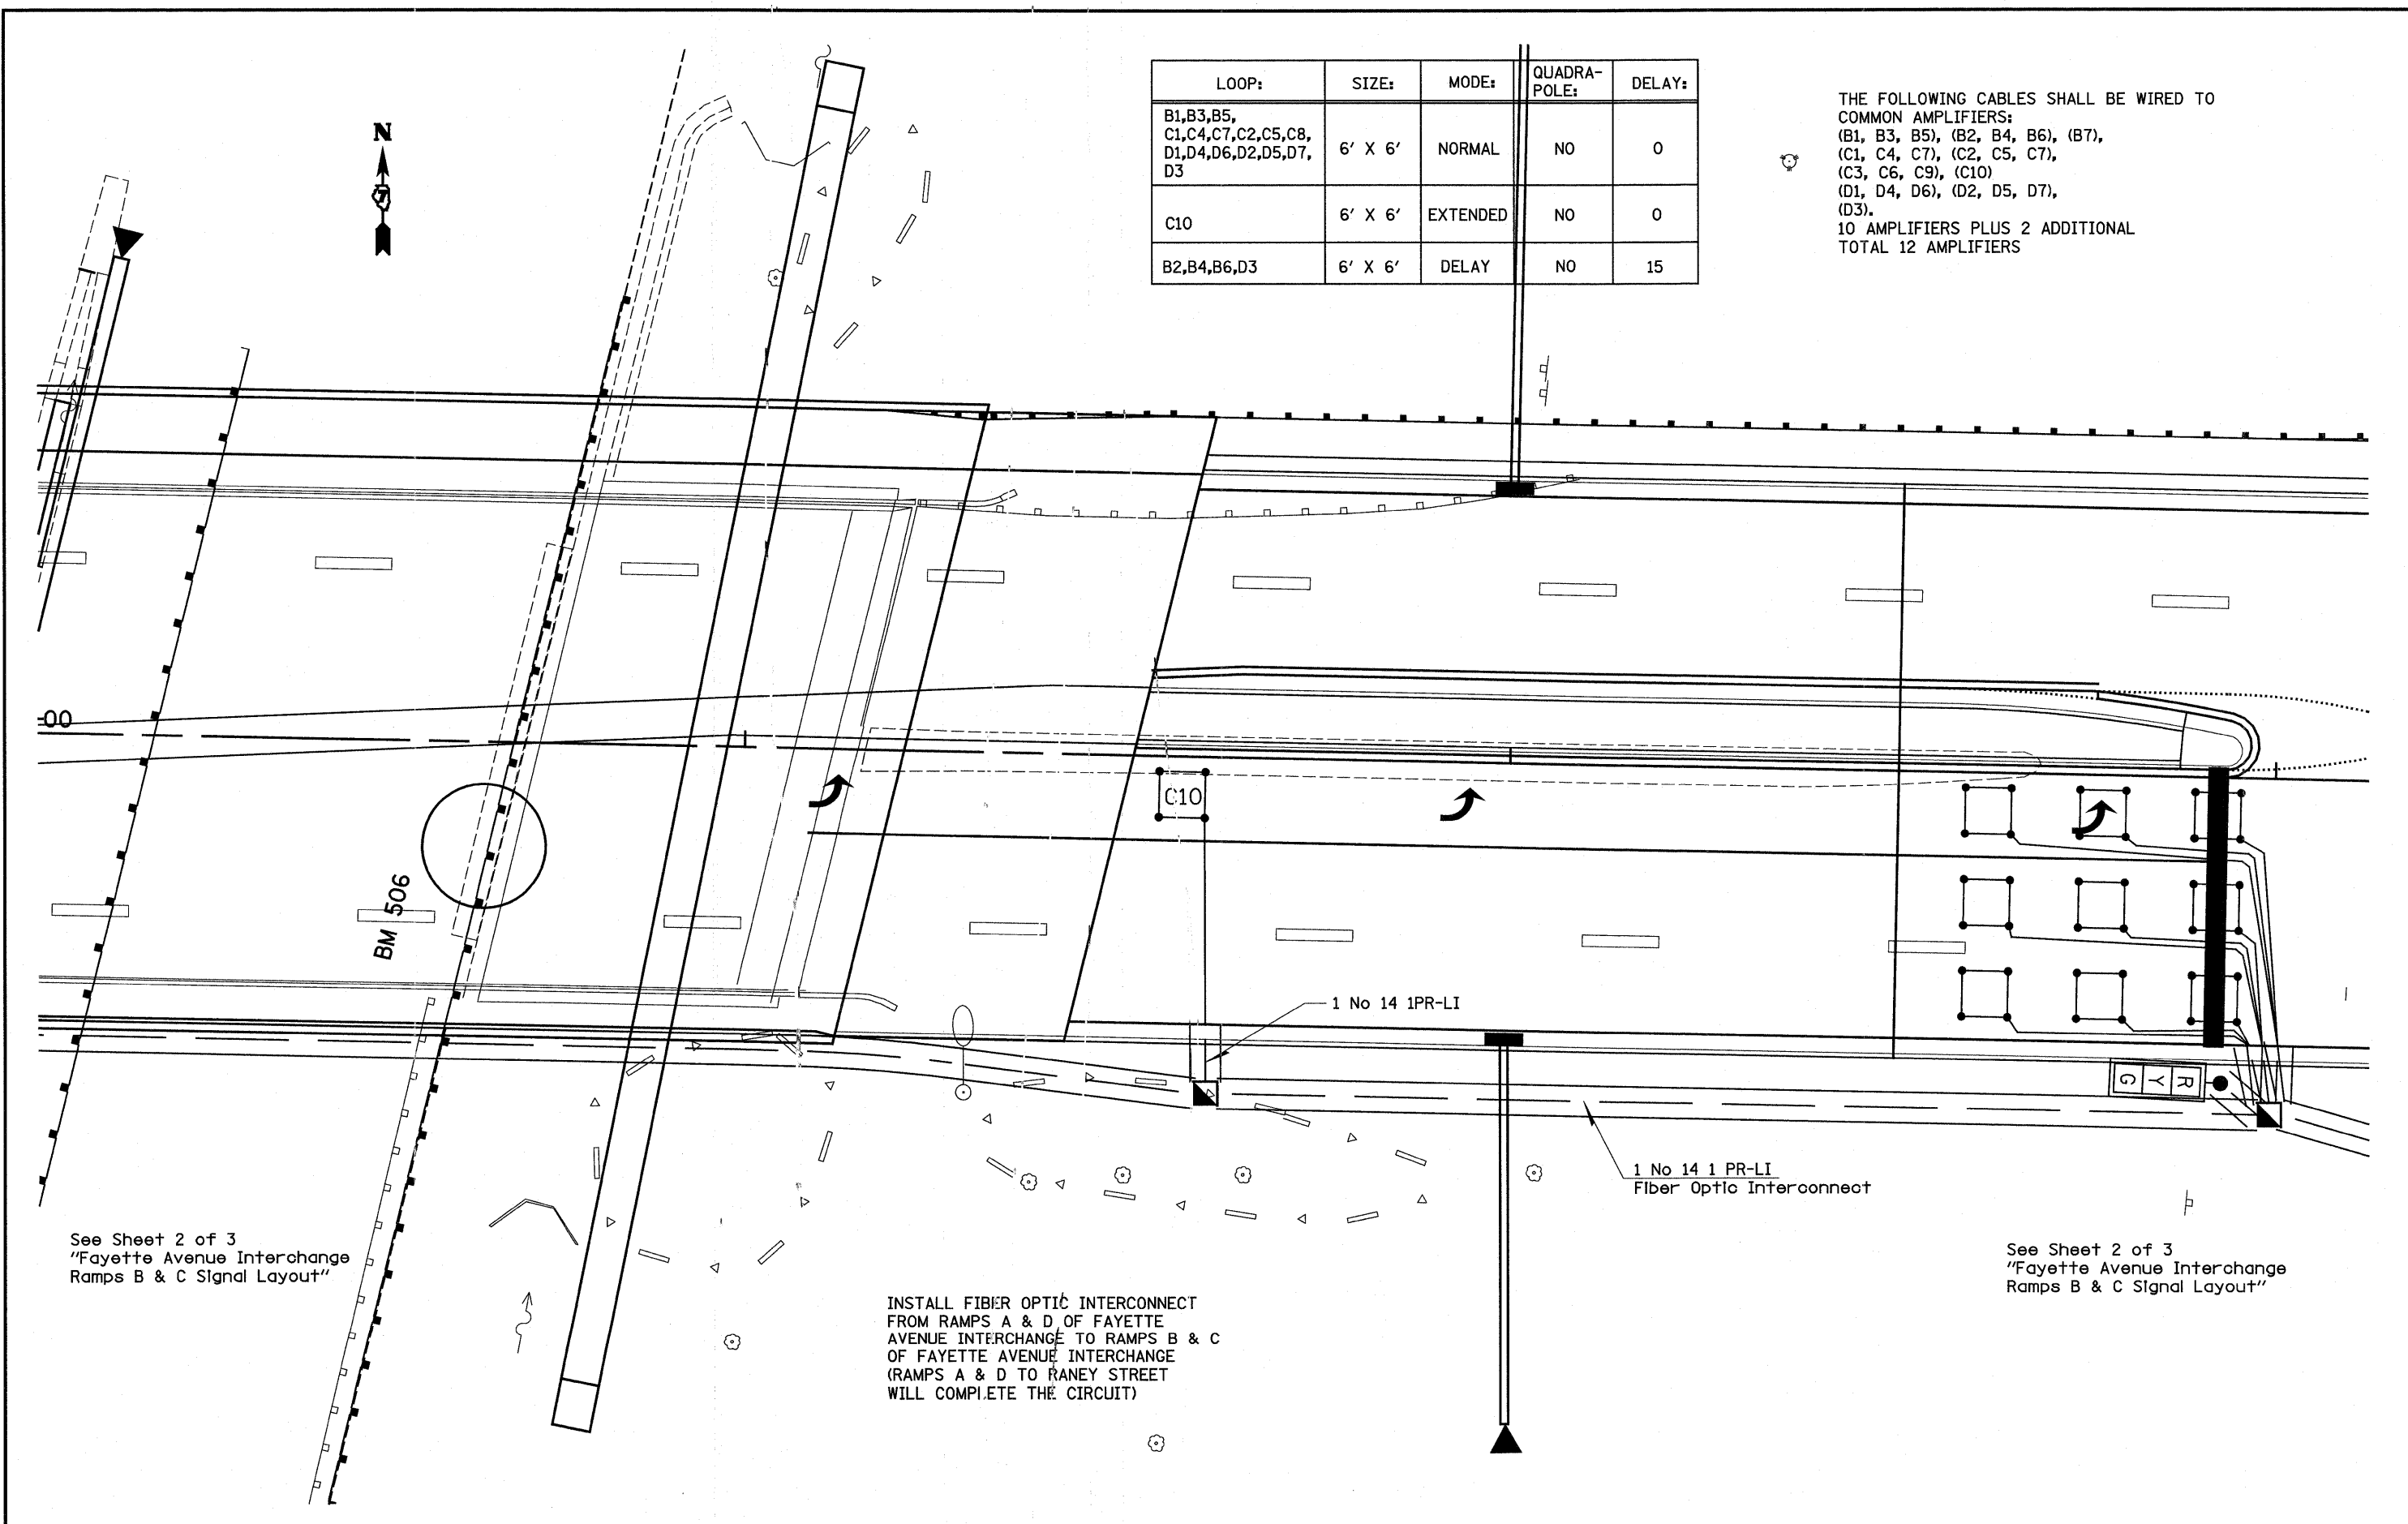 LOOP: SIZE: MODE: QUADRA-POLE: DELAY:
B1,B3,B5,
C1,C4,C7,C2,C5,C8,
D1,D4,D6,D2,D5,D7,
D3
6' X 6' NORMAL NO 0
C10 6' X 6' EXTENDED NO 0
B2,B4,B6,D3 6' X 6' DELAY NO 15
THE FOLLOWING CABLES SHALL BE WIRED TO
COMMON AMPLIFIERS:
(B1, B3, B5), (B2, B4, B6), (B7),
(C1, C4, C7), (C2, C5, C7),
(C3, C6, C9), (C10)
(D1, D4, D6), (D2, D5, D7),
(D3).
10 AMPLIFIERS PLUS 2 ADDITIONAL
TOTAL 12 AMPLIFIERS
N
-00
C10
BM 506
1 No 14 1PR-LI
G Y R
1 No 14 1 PR-LI
Fiber Optic Interconnect
See Sheet 2 of 3
"Fayette Avenue Interchange
Ramps B & C Signal Layout"
See Sheet 2 of 3
"Fayette Avenue Interchange
Ramps B & C Signal Layout"
INSTALL FIBER OPTIC INTERCONNECT
FROM RAMPS A & D OF FAYETTE
AVENUE INTERCHANGE TO RAMPS B & C
OF FAYETTE AVENUE INTERCHANGE
(RAMPS A & D TO RANEY STREET
WILL COMPLETE THE CIRCUIT)